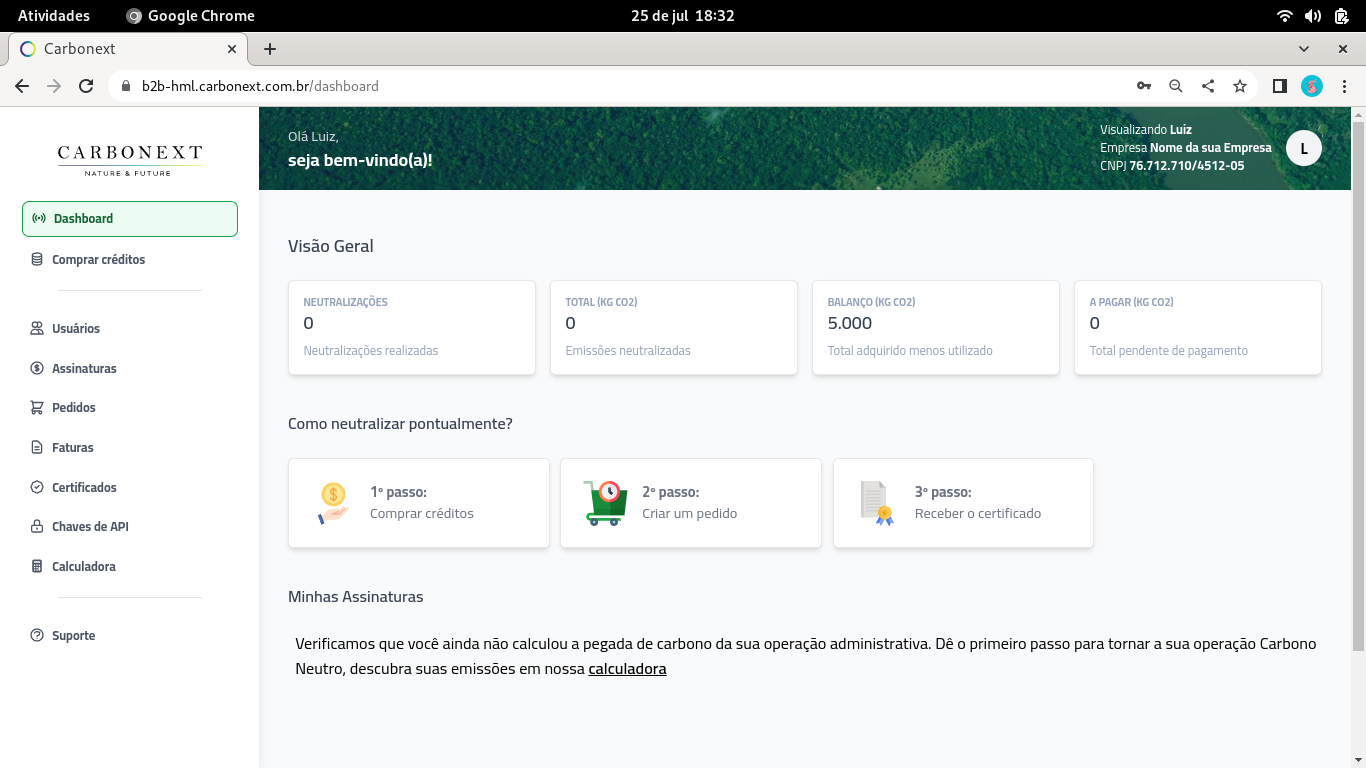 Atividades
Google Chrome
25 de jul 18:32
Carbonext
b2b-hml.carbonext.com.br/dashboard
CARBONEXT
NATURE & FUTURE
Dashboard
Comprar créditos
Usuários
Assinaturas
Pedidos
Faturas
Certificados
Chaves de API
Calculadora
Suporte
Olá Luiz,
seja bem-vindo(a)!
Visualizando Luiz
Empresa Nome da sua Empresa
CNPJ 76.712.710/4512-05
L
Visão Geral
NEUTRALIZAÇÕES
0
Neutralizações realizadas
TOTAL (KG CO2)
0
Emissões neutralizadas
BALANÇO (KG CO2)
5.000
Total adquirido menos utilizado
A PAGAR (KG CO2)
0
Total pendente de pagamento
Como neutralizar pontualmente?
1º passo:
Comprar créditos
2º passo:
Criar um pedido
3º passo:
Receber o certificado
Minhas Assinaturas
Verificamos que você ainda não calculou a pegada de carbono da sua operação administrativa. Dê o primeiro passo para tornar a sua operação Carbono
Neutro, descubra suas emissões em nossa calculadora